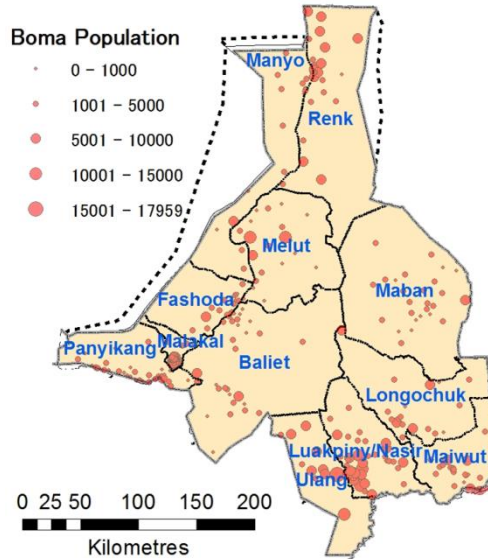 Boma Population
0 - 1000
1001 - 5000
5001 - 10000
10001 - 15000
15001 - 17959
Manyo
Renk
Melut
Fashoda
Maban
Panyikang
Malakal
Baliet
Longochuk
Luakpiny/Nasir
Maiwut
Ulang
0 25 50 100 150 200
Kilometres